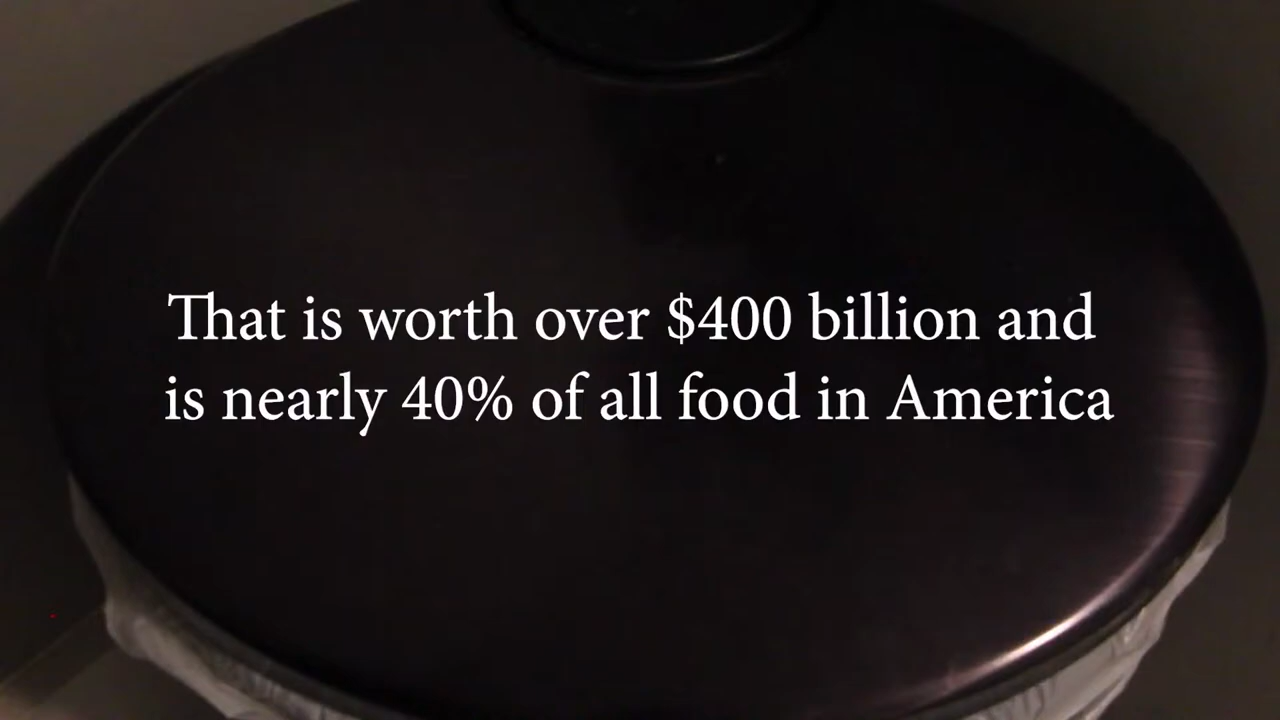 That is worth over $400 billion and
is nearly 40% of all food in America